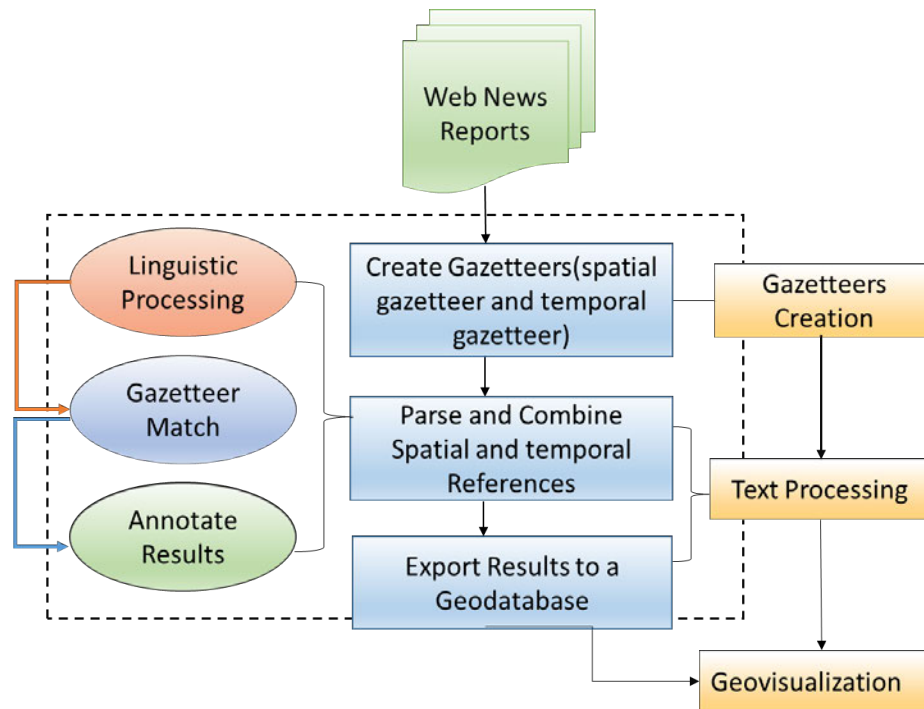 Web News
Reports
Linguistic
Processing
Create Gazetteers(spatial
gazetteer and temporal
gazetteer)
Gazetteers
Creation
Gazetteer
Match
Parse and Combine
Spatial and temporal
References
Text Processing
Annotate
Results
Export Results to a
Geodatabase
Geovisualization